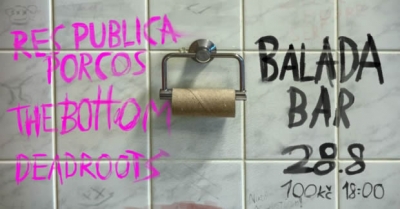 RES PUBLICA
PORCOS
THE BOTTOM
DEADROOTS
BALADA
BAR
28.8
100Kč 18:00